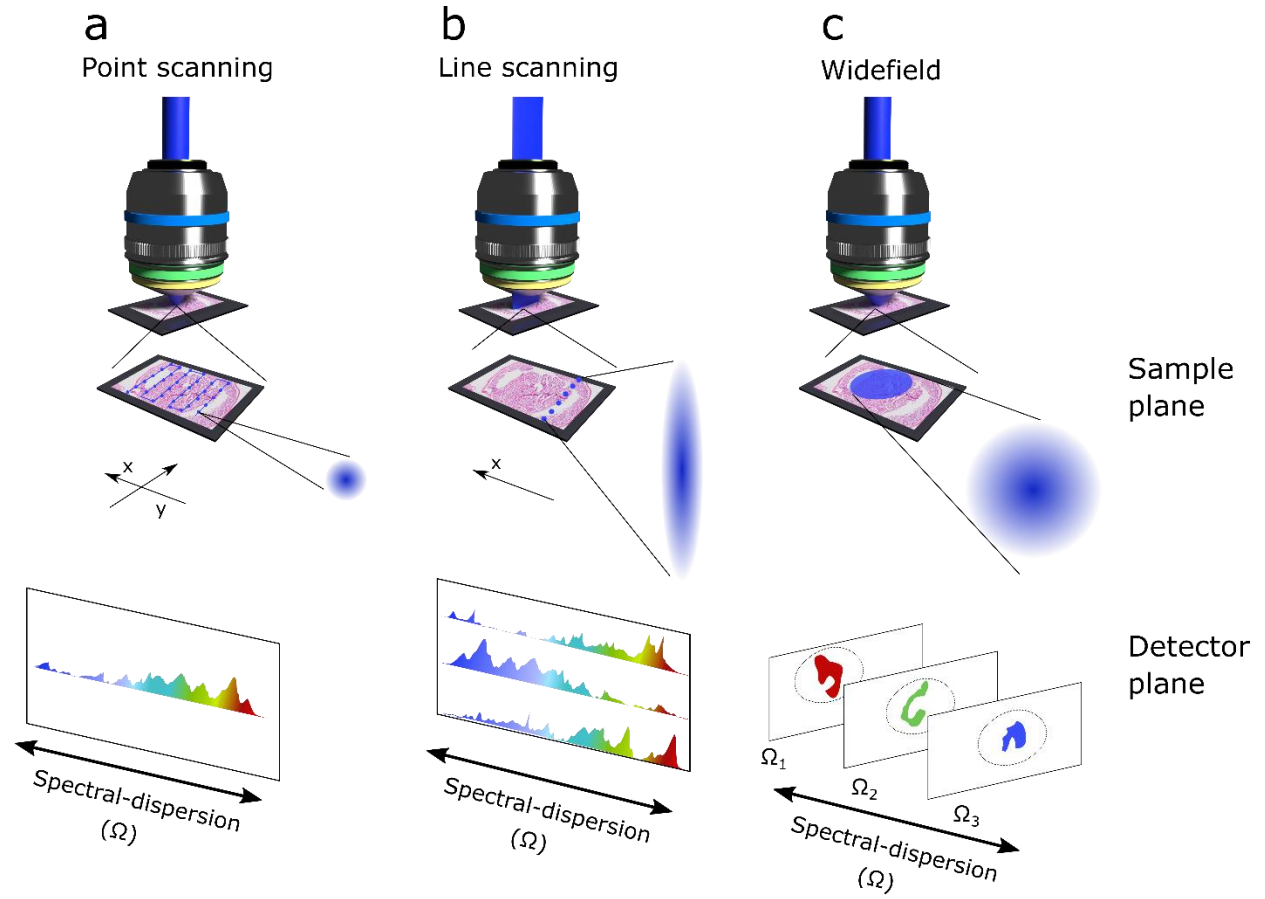 a
Point scanning
b
Line scanning
c
Widefield
Sample
plane
x
y
x
Detector
plane
Spectral-dispersion
(Ω)
Spectral-dispersion
(Ω)
Ω1
Ω2
Ω3
Spectral-dispersion
(Ω)